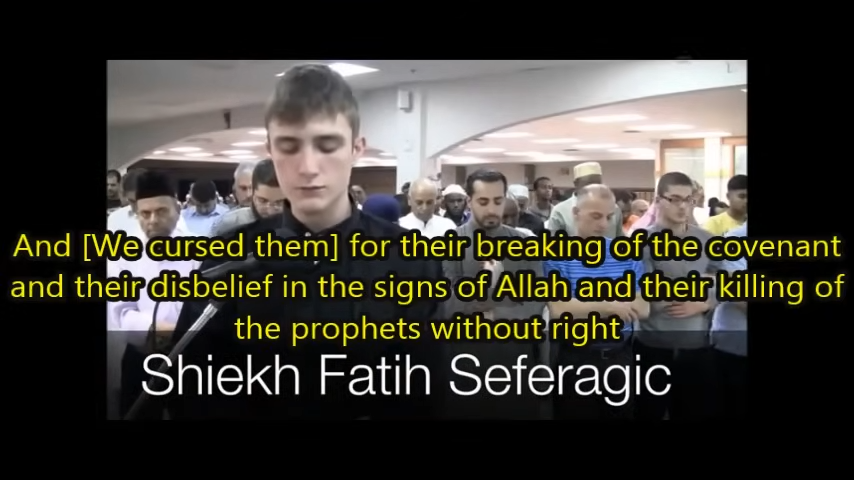 And [We cursed them] for their breaking of the covenant
and their disbelief in the signs of Allah and their killing of
the prophets without right
Shiekh Fatih Seferagic